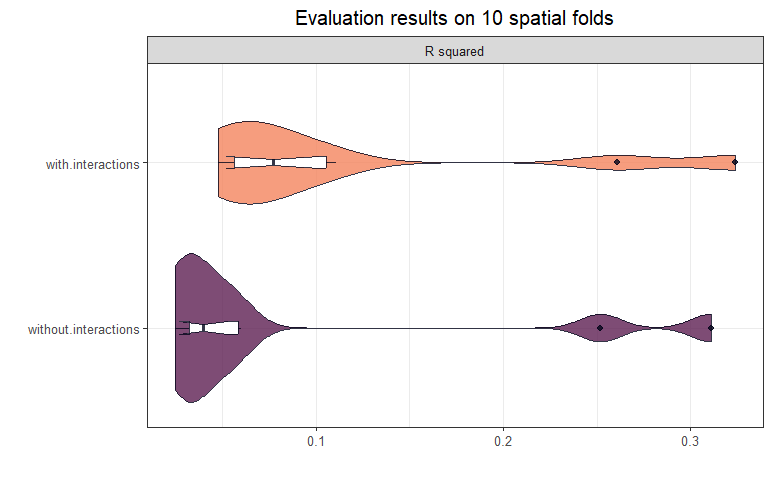 Evaluation results on 10 spatial folds
R squared
with.interactions
without.interactions
0.1 0.2 0.3